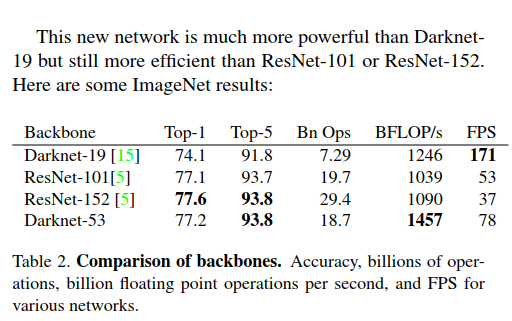 This new network is much more powerful than Darknet-
19 but still more efficient than ResNet-101 or ResNet-152.
Here are some ImageNet results:
Backbone Top-1 Top-5 Bn Ops BFLOP/s FPS
Darknet-19 [15] 74.1 91.8 7.29 1246 171
ResNet-101[5] 77.1 93.7 19.7 1039 53
ResNet-152 [5] 77.6 93.8 29.4 1090 37
Darknet-53 77.2 93.8 18.7 1457 78
Table 2. Comparison of backbones. Accuracy, billions of oper-
ations, billion floating point operations per second, and FPS for
various networks.